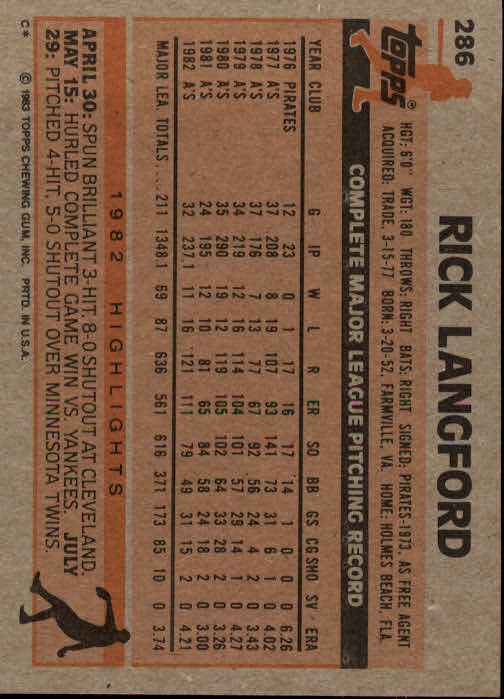 286
topps®
RICK LANGFORD
HGT: 6'0" WGT: 180 THROWS: RIGHT BATS: RIGHT SIGNED: PIRATES-1973, AS FREE AGENT
ACQUIRED: TRADE, 3-15-77 BORN: 3-20-52, FARMVILLE, VA. HOME: HOLMES BEACH, FLA.
COMPLETE MAJOR LEAGUE PITCHING RECORD
YEAR CLUB G IP W L R ER SO BB GS CG SHO SV ERA
1976 PIRATES 12 23 0 1 17 16 17 14 1 0 0 0 6.26
1977 A'S 37 208 8 19 107 93 141 73 31 6 1 0 4.02
1978 A'S 37 176 7 13 77 67 92 56 24 4 2 0 3.43
1979 A'S 34 219 12 16 114 104 101 57 29 14 1 0 4.27
1980 A'S 35 290 19 12 119 105 102 64 33 28 2 0 3.26
1981 A'S 24 195 12 10 81 65 84 58 24 18 2 0 3.00
1982 A'S 32 237.1 11 16 121 111 79 49 31 15 2 0 4.21
MAJOR LEA. TOTALS ... 211 1348.1 69 87 636 561 616 371 173 85 10 0 3.74
1982 HIGHLIGHTS
APRIL 30: SPUN BRILLIANT 3-HIT, 8-0 SHUTOUT AT CLEVELAND.
MAY 15: HURLED COMPLETE GAME WIN VS. YANKEES. JULY
29: PITCHED 4-HIT, 5-0 SHUTOUT OVER MINNESOTA TWINS.
C* © 1983 TOPPS CHEWING GUM, INC. PRTD. IN U.S.A.